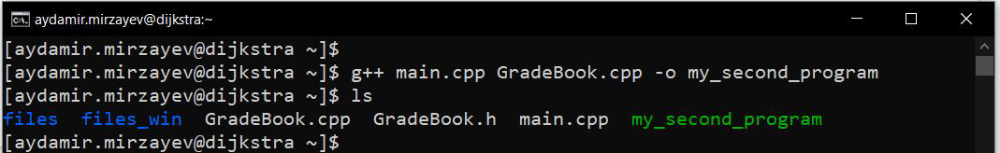 aydamir.mirzayev@dijkstra:~
[aydamir.mirzayev@dijkstra ~]$
[aydamir.mirzayev@dijkstra ~]$ g++ main.cpp GradeBook.cpp -o my_second_program
[aydamir.mirzayev@dijkstra ~]$ ls
files  files_win  GradeBook.cpp  GradeBook.h  main.cpp  my_second_program
[aydamir.mirzayev@dijkstra ~]$